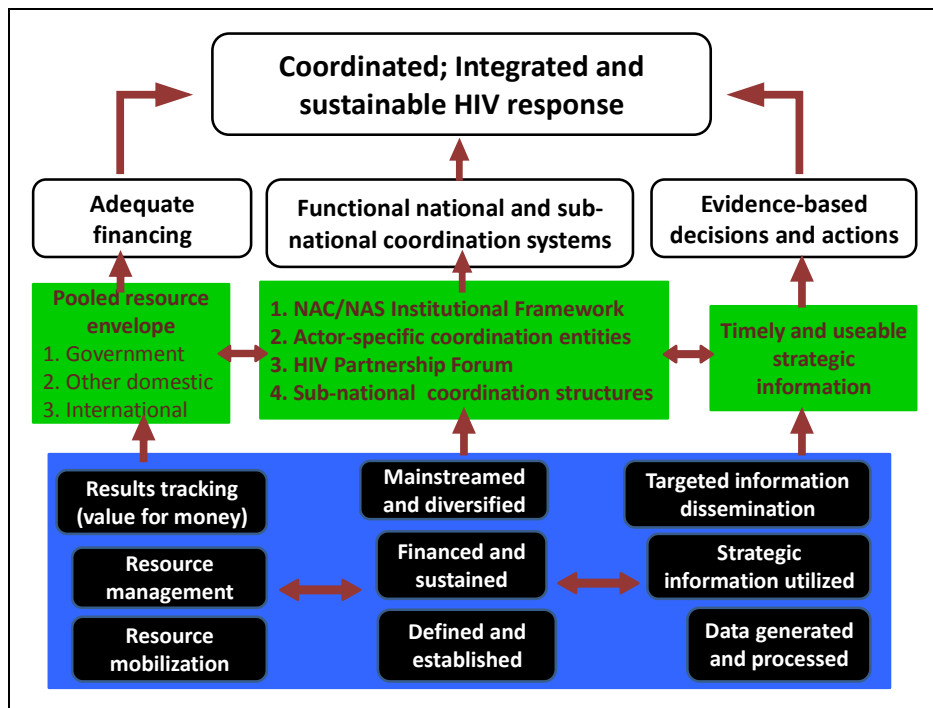 Coordinated; Integrated and
sustainable HIV response
Adequate
financing
Functional national and sub-
national coordination systems
Evidence-based
decisions and actions
Pooled resource
envelope
1. Government
2. Other domestic
3. International
1. NAC/NAS Institutional Framework
2. Actor-specific coordination entities
3. HIV Partnership Forum
4. Sub-national coordination structures
Timely and useable
strategic
information
Results tracking
(value for money)
Mainstreamed
and diversified
Targeted information
dissemination
Resource
management
Financed and
sustained
Strategic
information utilized
Resource
mobilization
Defined and
established
Data generated
and processed